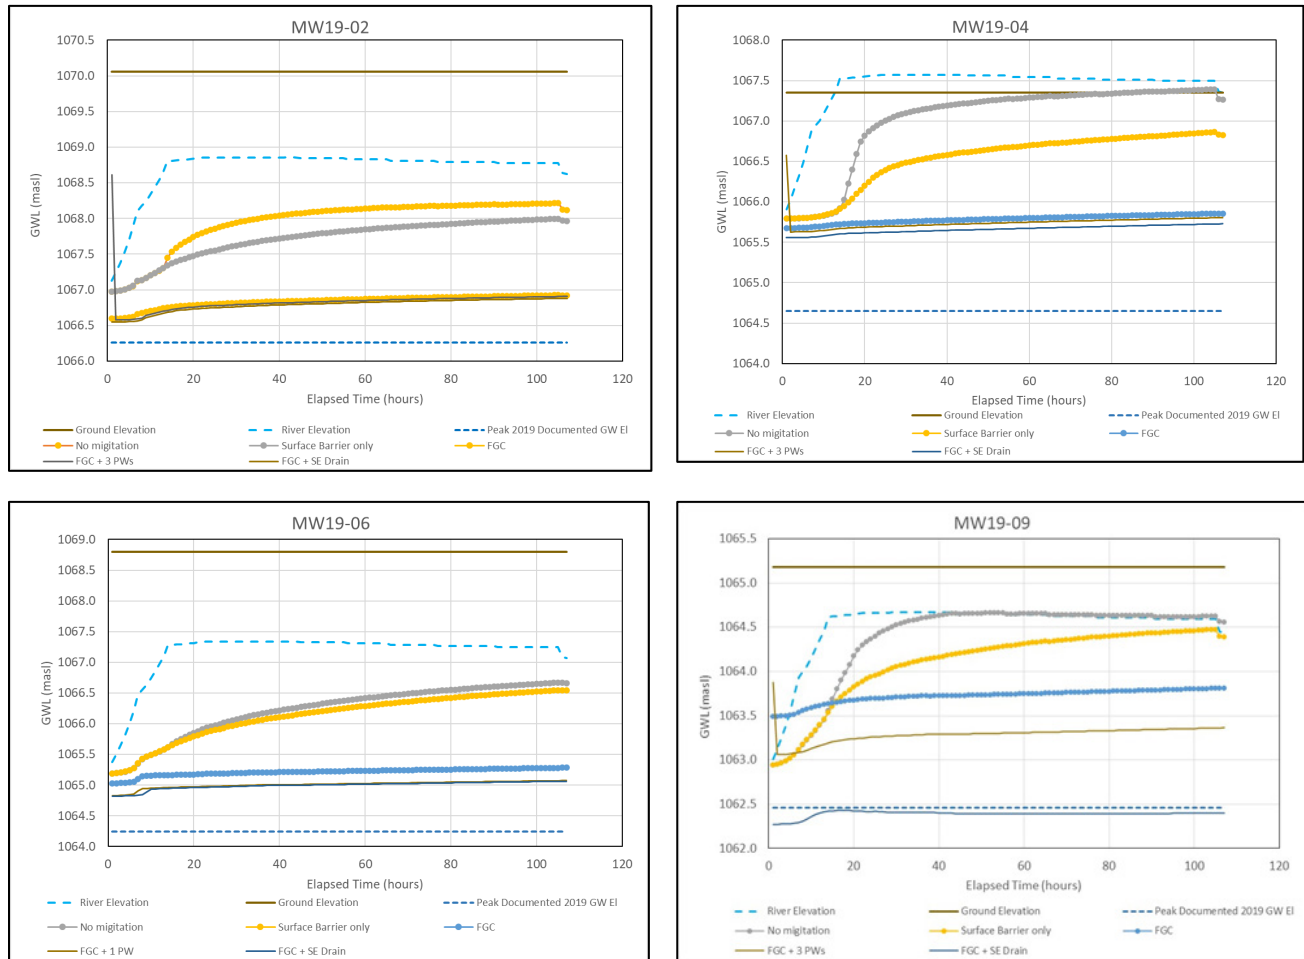 MW19-02
1070.5
1070.0
1069.5
1069.0
1068.5
1068.0
1067.5
1067.0
1066.5
1066.0
GWL (masl)
0 20 40 60 80 100 120
Elapsed Time (hours)
Ground Elevation River Elevation Peak 2019 Documented GW El
No migitation Surface Barrier only FGC
FGC + 3 PWs FGC + SE Drain
MW19-04
1068.0
1067.5
1067.0
1066.5
1066.0
1065.5
1065.0
1064.5
1064.0
GWL (masl)
0 20 40 60 80 100 120
Elapsed Time (hours)
River Elevation Ground Elevation Peak Documented 2019 GW El
No migitation Surface Barrier only FGC
FGC + 3 PWs FGC + SE Drain
MW19-06
1069.0
1068.5
1068.0
1067.5
1067.0
1066.5
1066.0
1065.5
1065.0
1064.5
1064.0
GWL (masl)
0 20 40 60 80 100 120
Elapsed Time (hours)
River Elevation Ground Elevation Peak Documented 2019 GW El
No migitation Surface Barrier only FGC
FGC + 1 PW FGC + SE Drain
MW19-09
1065.5
1065.0
1064.5
1064.0
1063.5
1063.0
1062.5
1062.0
GWL (masl)
0 20 40 60 80 100 120
Elapsed Time (hours)
River Elevation Ground Elevation Peak Documented 2019 GW El
No migitation Surface Barrier only FGC
FGC + 3 PWs FGC + SE Drain